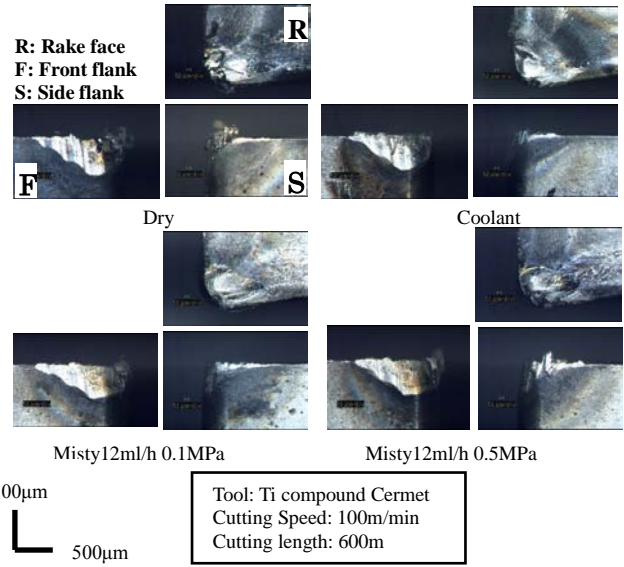 R: Rake face
F: Front flank
S: Side flank
R
F
S
Dry
Coolant
Misty12ml/h 0.1MPa
Misty12ml/h 0.5MPa
00μm
500μm
Tool: Ti compound Cermet
Cutting Speed: 100m/min
Cutting length: 600m